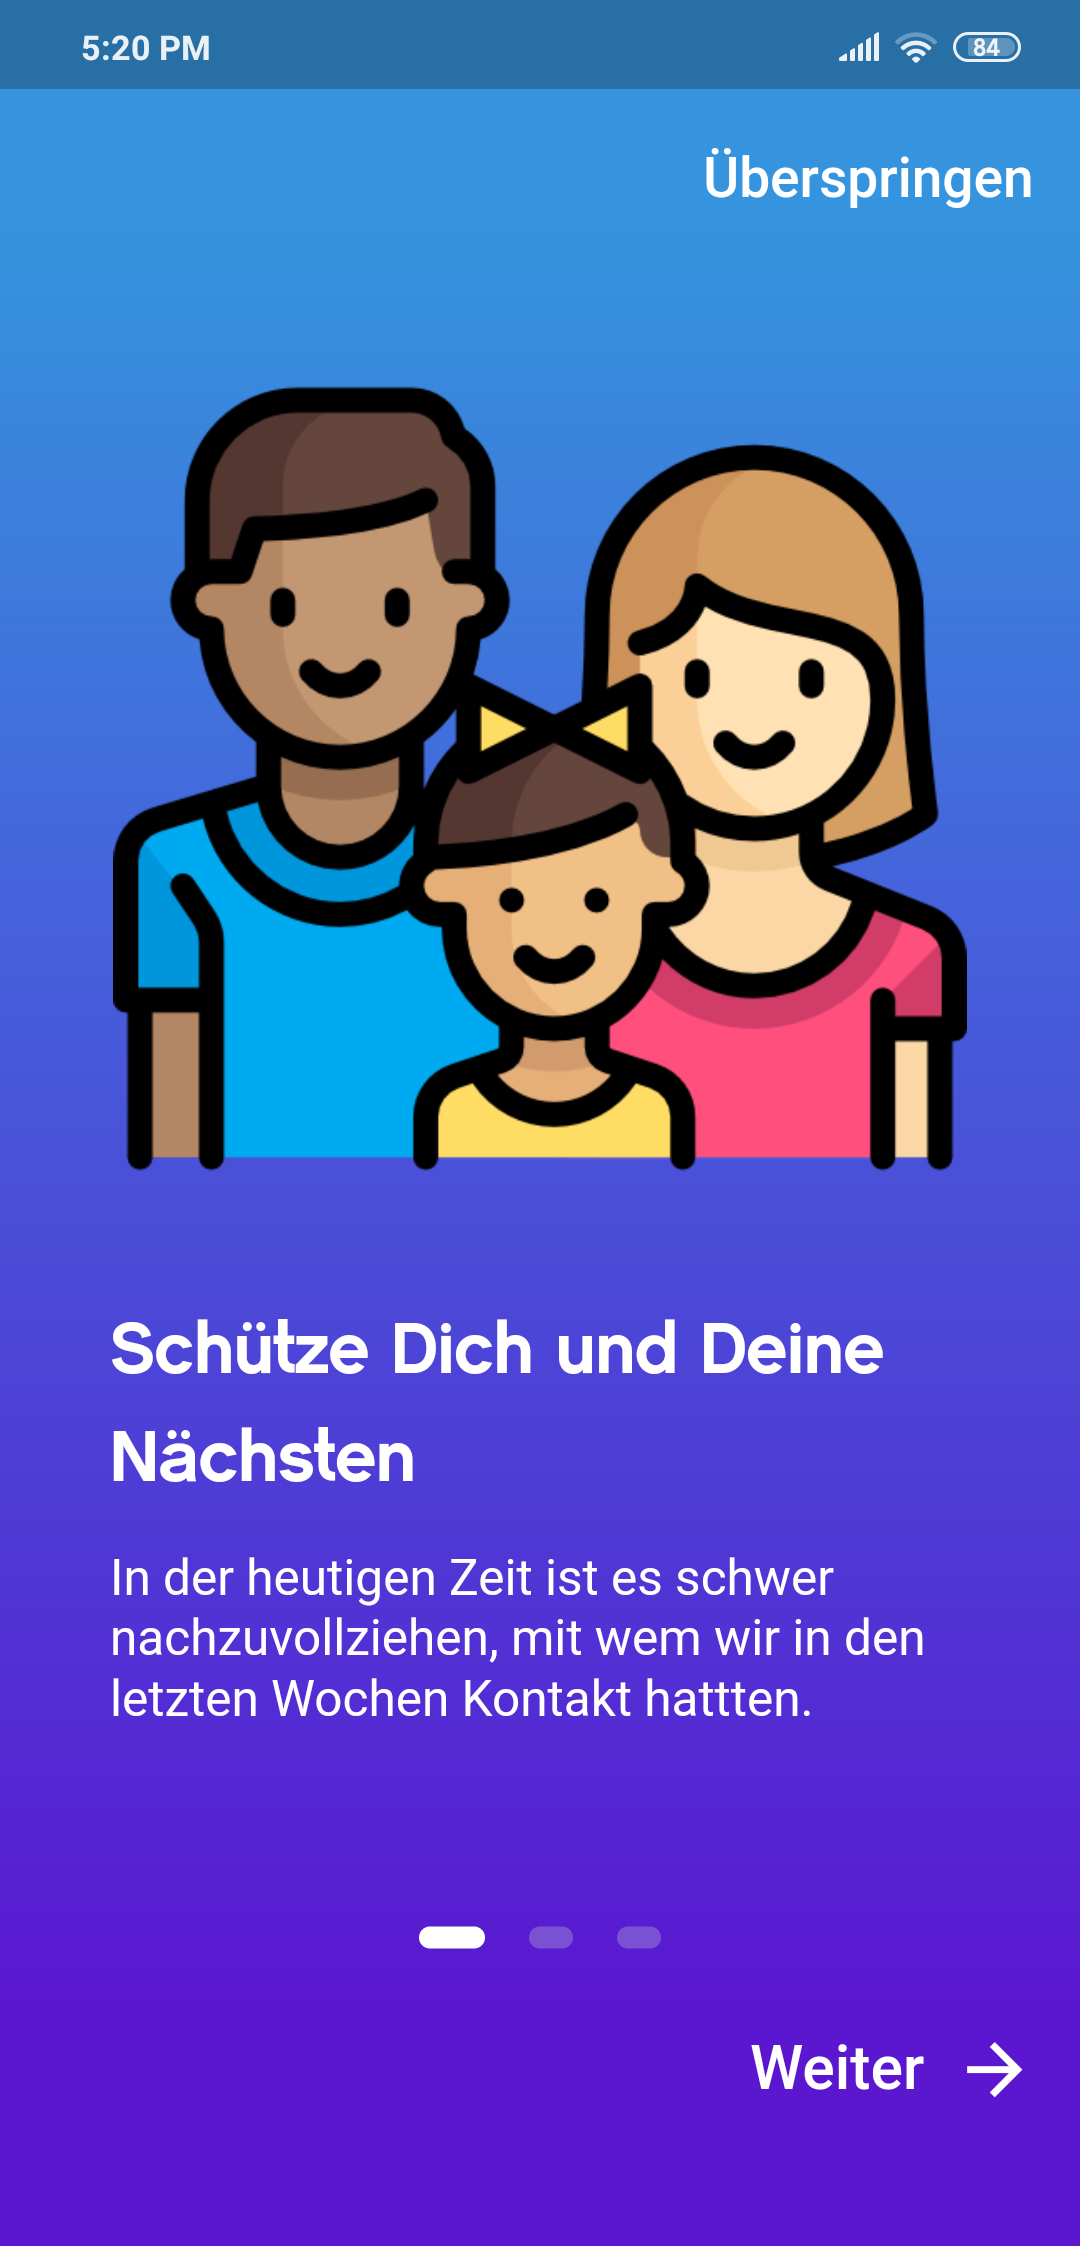 5:20 PM
84
Überspringen
Schütze Dich und Deine
Nächsten
In der heutigen Zeit ist es schwer
nachzuvollziehen, mit wem wir in den
letzten Wochen Kontakt hattten.
Weiter